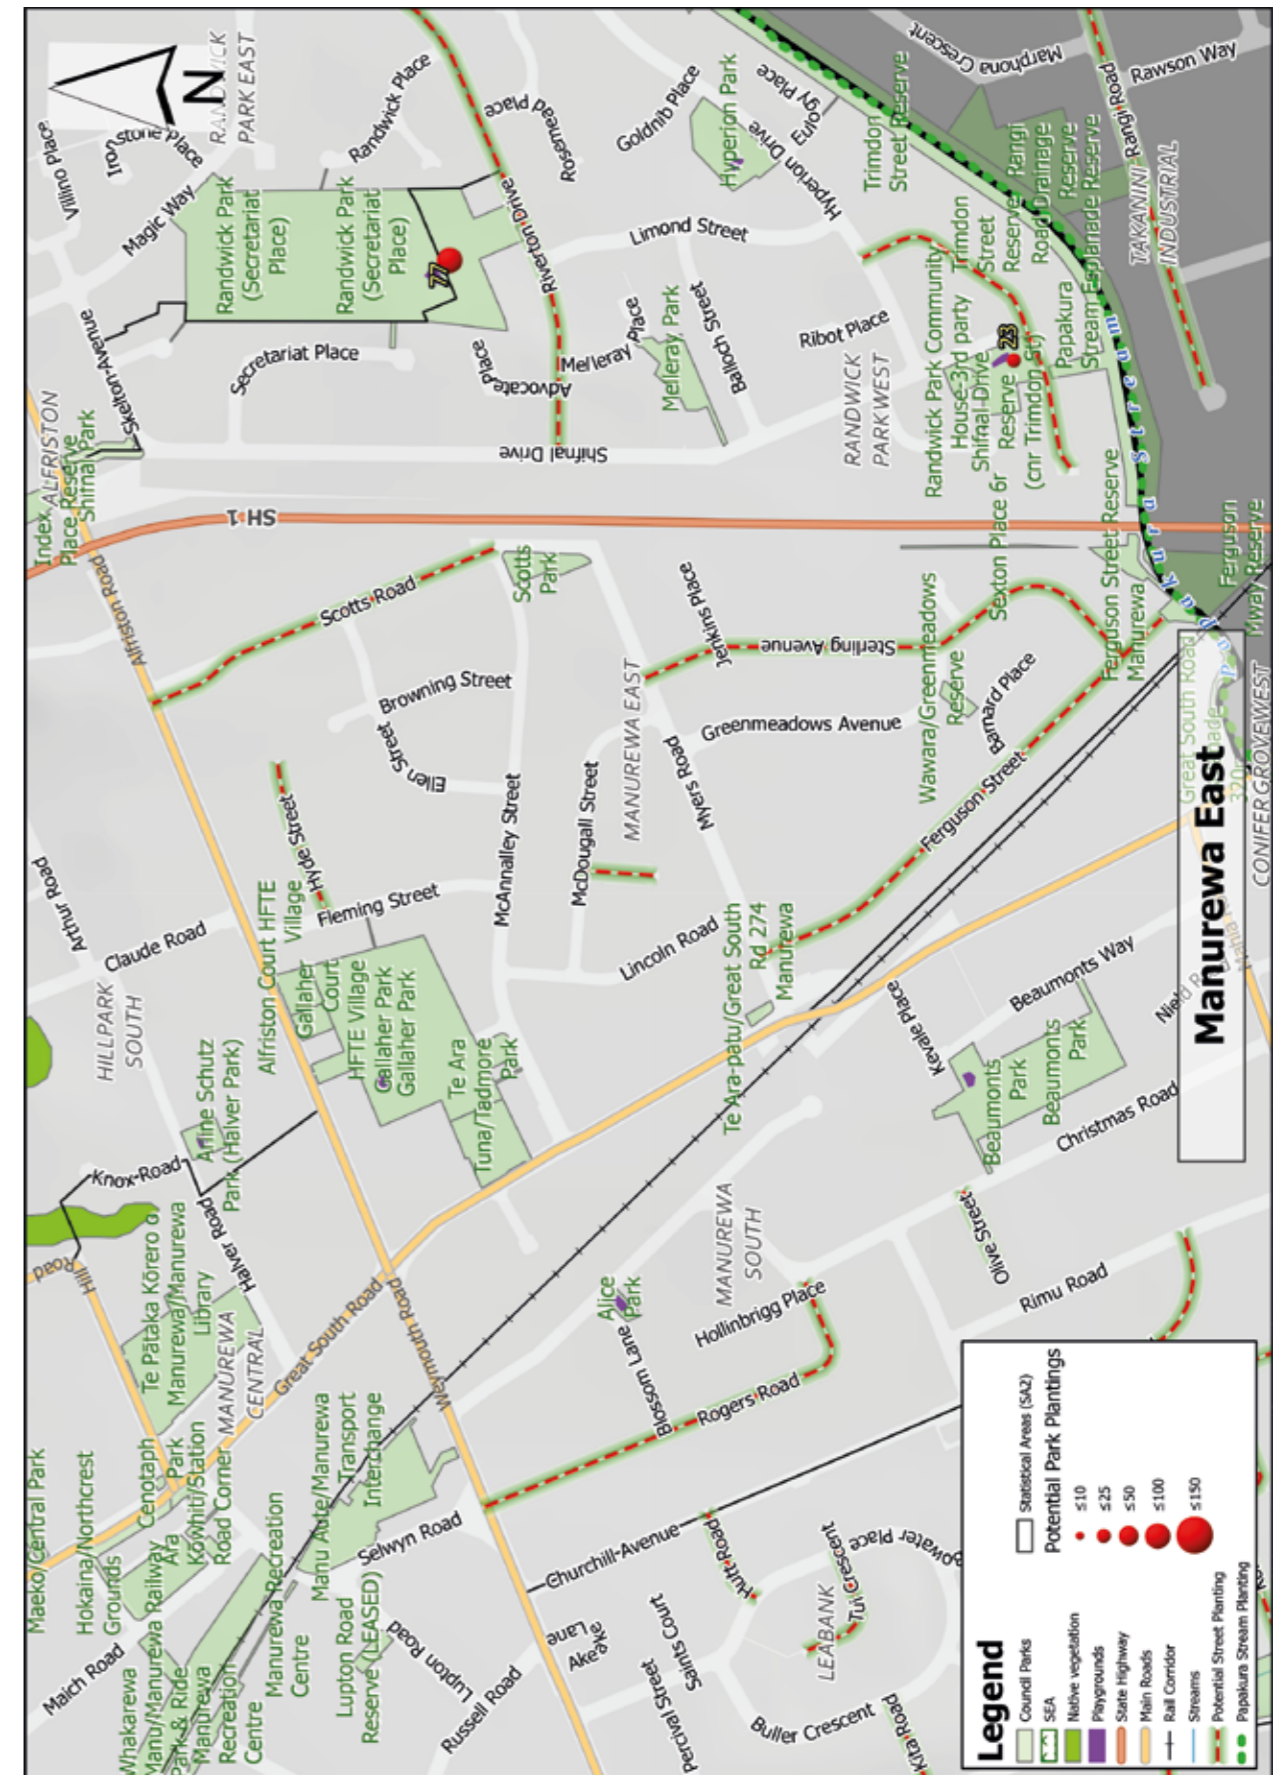 Manurewa East
Legend
Council Parks
SEA
Native vegetation
Playgrounds
State Highway
Main Roads
Rail Corridor
Streams
Potential Street Planting
Papakura Stream Planting
Statistical Areas (SA2)
Potential Park Plantings
≤10
≤25
≤50
≤100
≤150
N
Maeko/Central Park
Hokaina/Northcrest
Grounds
Cenotaph
Park
Ara
Kōwhiti/Station
Road Corner
Whakarewa
Manu/Manurewa Railway
Park & Ride
Manurewa
Recreation
Centre
Manurewa Recreation
Centre
Manu Aute/Manurewa
Transport
Interchange
Lupton Road
Reserve (LEASED)
Maich Road
Selwyn Road
Lupton Road
Russell Road
Akeake
Lane
Churchill-Avenue
Hutt-Road
Percival Street
Saints Court
Buller Crescent
Kita Road
LEABANK
Tui Crescent
Hill Road
Knox-Road
Halver Road
Te Pātaka Kōrero o
Manurewa/Manurewa
Library
MANUREWA
CENTRAL
Great South Road
Weymouth Road
Arline Schutz
Park (Halver Park)
HILLPARK
SOUTH
Arthur Road
Claude Road
Alfriston Court HFTE
Village
Gallaher
Court
HFTE Village
Gallaher Park
Gallaher Park
Te Ara
Tuna/Tadmore
Park
Hyde Street
Fleming Street
McAnnalley Street
McDougall Street
Ellen Street
Browning Street
Scotts Road
Scotts
Park
Alfriston Road
MANUREWA EAST
Lincoln Road
Myers Road
Jenkins Place
Sterling Avenue
Greenmeadows Avenue
Wawara/Greenmeadows
Reserve
Barnard Place
Ferguson Street
Sexton Place 6r
Ferguson Street Reserve
Manurewa
Te Ara-patu/Great South
Rd 274
Manurewa
Kevale Place
Beaumonts Way
Beaumonts
Park
Beaumonts
Park
Christmas Road
Olive Street
Rimu Road
MANUREWA
SOUTH
Alice
Park
Blossom Lane
Hollinbrigg Place
Rogers Road
Great South Road
CONIFER GROVE WEST
Ferguson
Mway Reserve
Papakura Stream
SH 1
Index
Place Reserve
Shifnal Park
ALFRISTON
Skelton-Avenue
Magic Way
Villino Place
RANDWICK
PARK EAST
Randwick Park
(Secretariat
Place)
Randwick Park
(Secretariat
Place)
77
Secretariat Place
Randwick Place
Riverton Drive
Rosemead Place
Advocate Place
Shifnal Drive
Melleray Place
Melleray Park
Balloch Street
Limond Street
Goldnib Place
Hyperion Park
Hyperion Drive
Eulogy Place
Ribot Place
RANDWICK
PARK WEST
Randwick Park Community
House-3rd party
Shifnal-Drive
Reserve
(cnr Trimdon St)
23
Trimdon
Street
Reserve
Trimdon
Street Reserve
Rangi
Road Drainage
Reserve
Papakura
Stream Esplanade Reserve
Marphona Crescent
Rangi Road
Rawson Way
TAKANINI
INDUSTRIAL